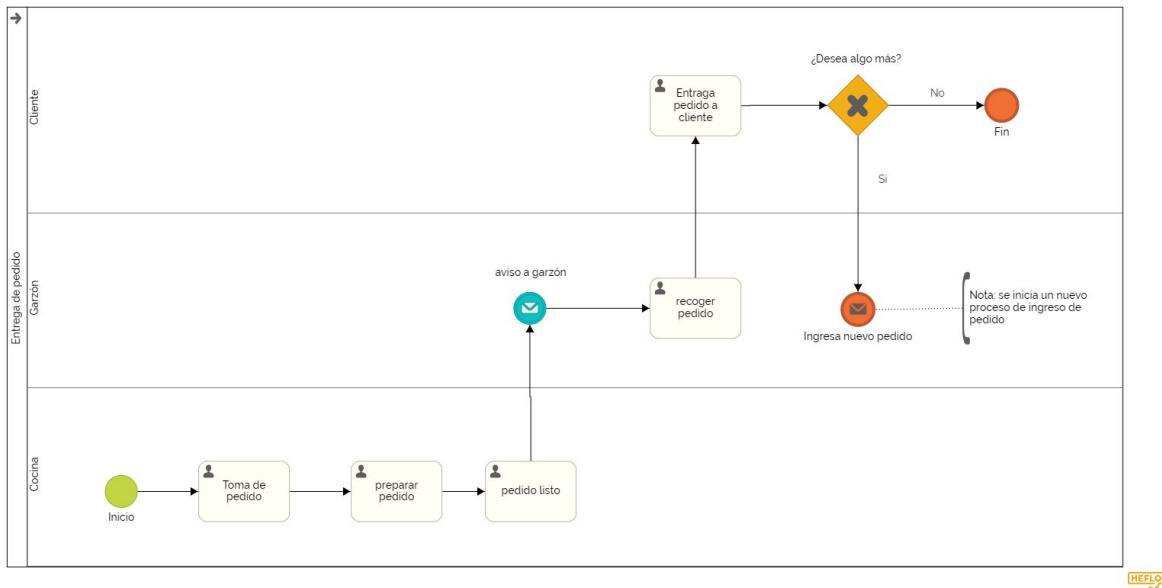 Entrega de pedido
Cliente
¿Desea algo más?
Entraga
pedido a
cliente
No
Fin
Si
Garzón
aviso a garzón
recoger
pedido
Nota: se inicia un nuevo
proceso de ingreso de
pedido
Ingresa nuevo pedido
Cocina
Inicio
Toma de
pedido
preparar
pedido
pedido listo